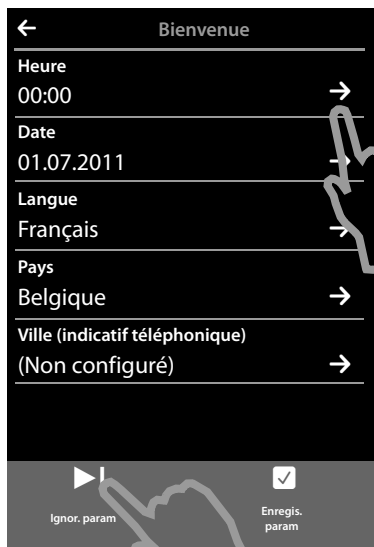 Bienvenue
Heure
00:00
Date
01.07.2011
Langue
Français
Pays
Belgique
Ville (indicatif téléphonique)
(Non configuré)
Ignor. param
Enregis.
param